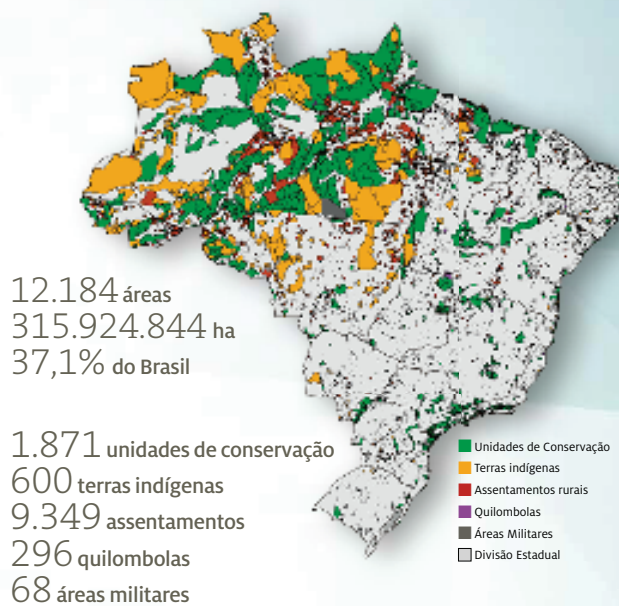 12.184 áreas
315.924.844 ha
37,1% do Brasil
1.871 unidades de conservação
600 terras indígenas
9.349 assentamentos
296 quilombolas
68 áreas militares
Unidades de Conservação
Terras indígenas
Assentamentos rurais
Quilombolas
Áreas Militares
Divisão Estadual